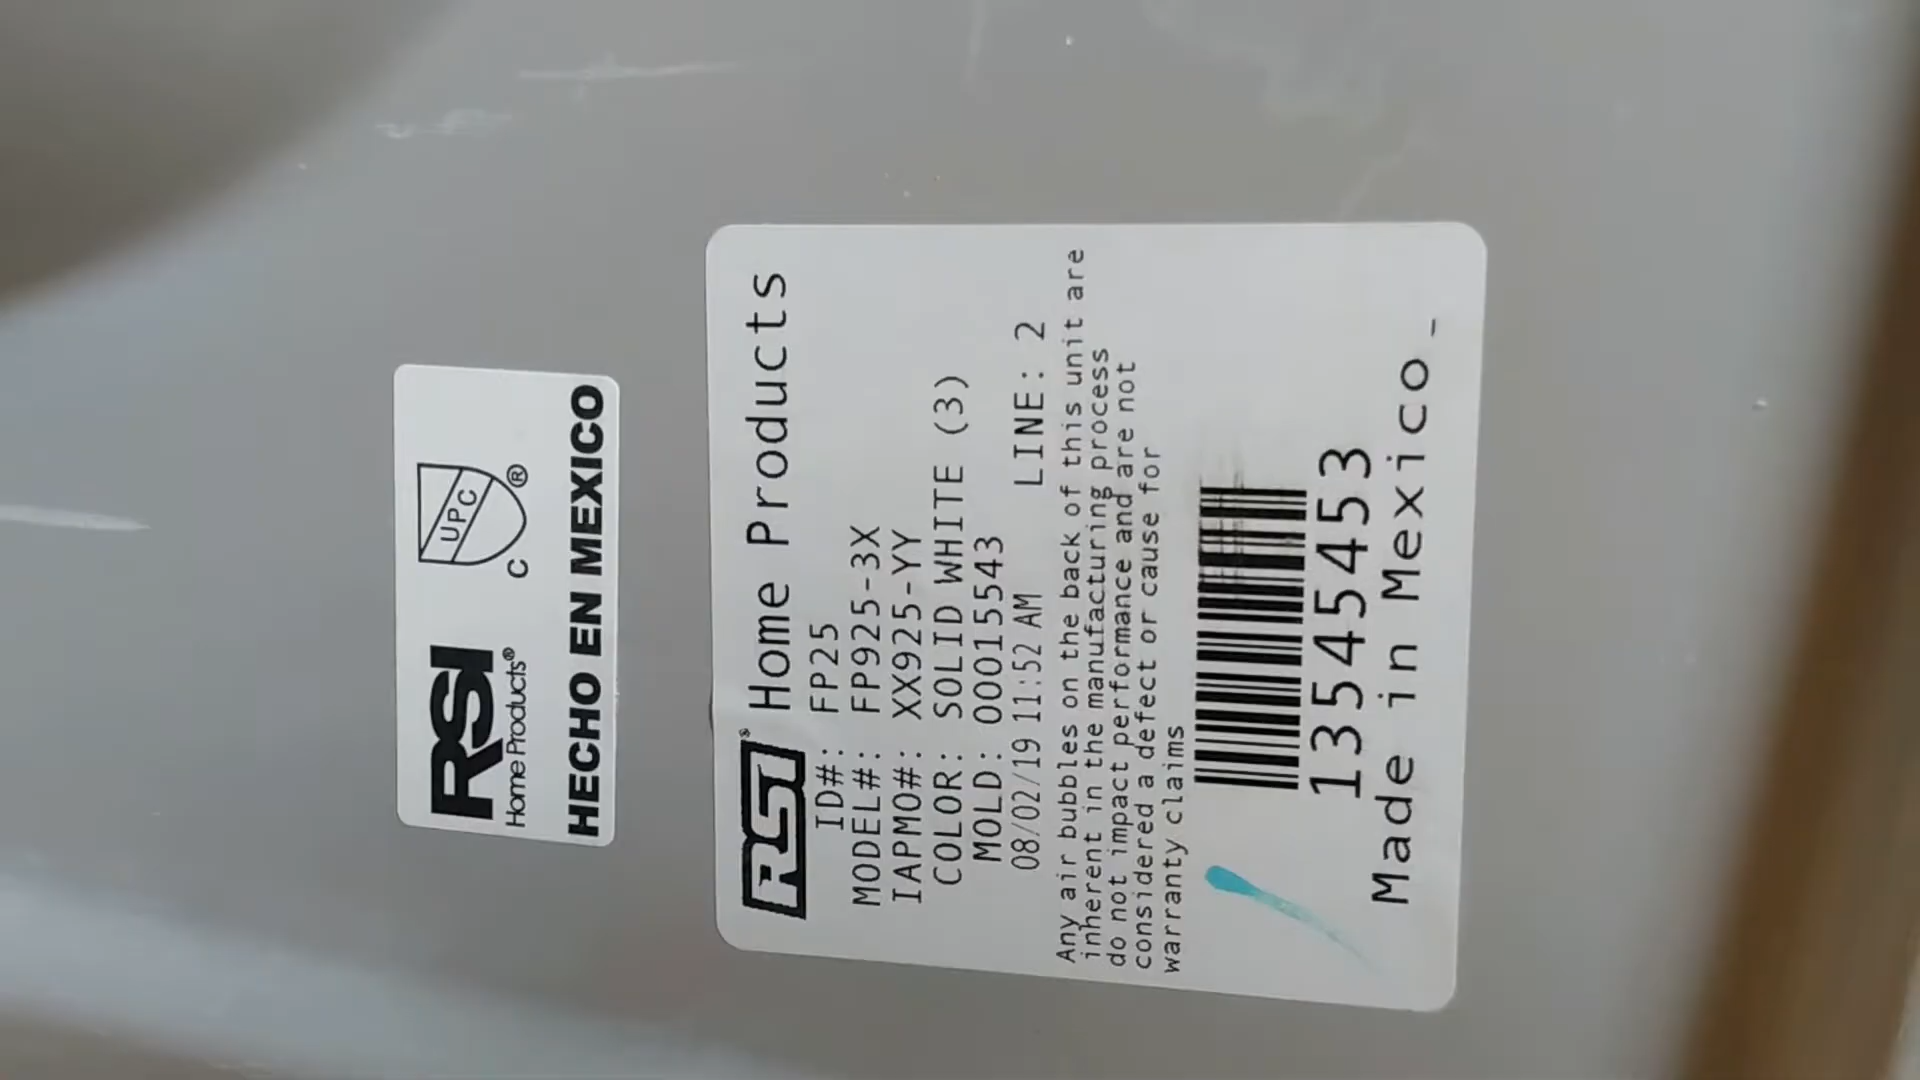 RSI
Home Products®
UPC
C ®
HECHO EN MEXICO
RSI® Home Products
ID#: FP25
MODEL#: FP925-3X
IAPMO#: XX925-YY
COLOR: SOLID WHITE (3)
MOLD: 00015543
08/02/19 11:52 AM LINE: 2
Any air bubbles on the back of this unit are
inherent in the manufacturing process
do not impact performance and are not
considered a defect or cause for
warranty claims
13545453
Made in Mexico_